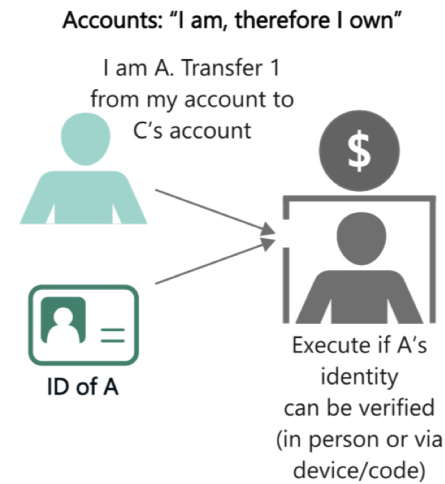 Accounts: “I am, therefore I own”
I am A. Transfer 1
from my account to
C’s account
$
ID of A
Execute if A’s
identity
can be verified
(in person or via
device/code)